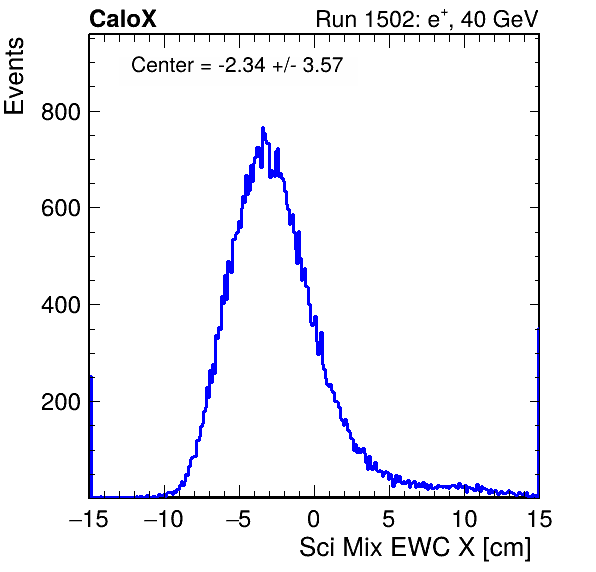 CaloX Run 1502: e⁺, 40 GeV
Center = -2.34 +/- 3.57
Events
800
600
400
200
−15 −10 −5 0 5 10 15
Sci Mix EWC X [cm]